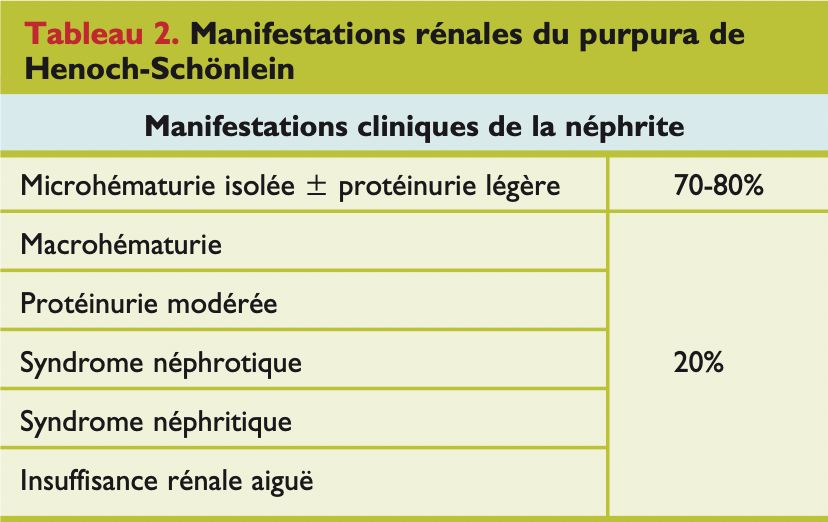 Tableau 2. Manifestations rénales du purpura de
Henoch-Schönlein
Manifestations cliniques de la néphrite
Microhématurie isolée ± protéinurie légère 70-80%
Macrohématurie
Protéinurie modérée
Syndrome néphrotique 20%
Syndrome néphritique
Insuffisance rénale aiguë